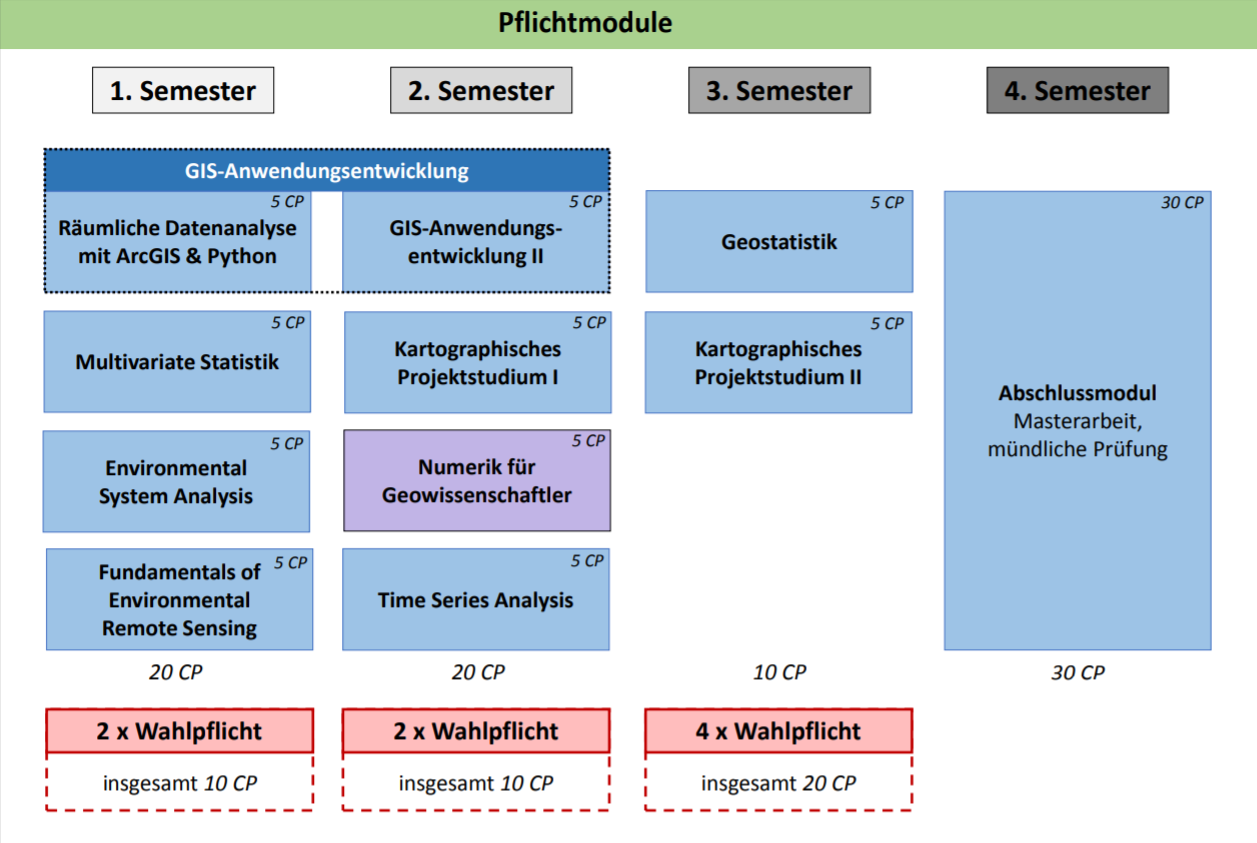 Pflichtmodule
1. Semester
2. Semester
3. Semester
4. Semester
GIS-Anwendungsentwicklung
5 CP
Räumliche Datenanalyse
mit ArcGIS & Python
5 CP
GIS-Anwendungs-
entwicklung II
5 CP
Geostatistik
30 CP
Abschlussmodul
Masterarbeit,
mündliche Prüfung
5 CP
Multivariate Statistik
5 CP
Kartographisches
Projektstudium I
5 CP
Kartographisches
Projektstudium II
5 CP
Environmental
System Analysis
5 CP
Numerik für
Geowissenschaftler
5 CP
Fundamentals of
Environmental
Remote Sensing
5 CP
Time Series Analysis
20 CP
20 CP
10 CP
30 CP
2 x Wahlpflicht
insgesamt 10 CP
2 x Wahlpflicht
insgesamt 10 CP
4 x Wahlpflicht
insgesamt 20 CP